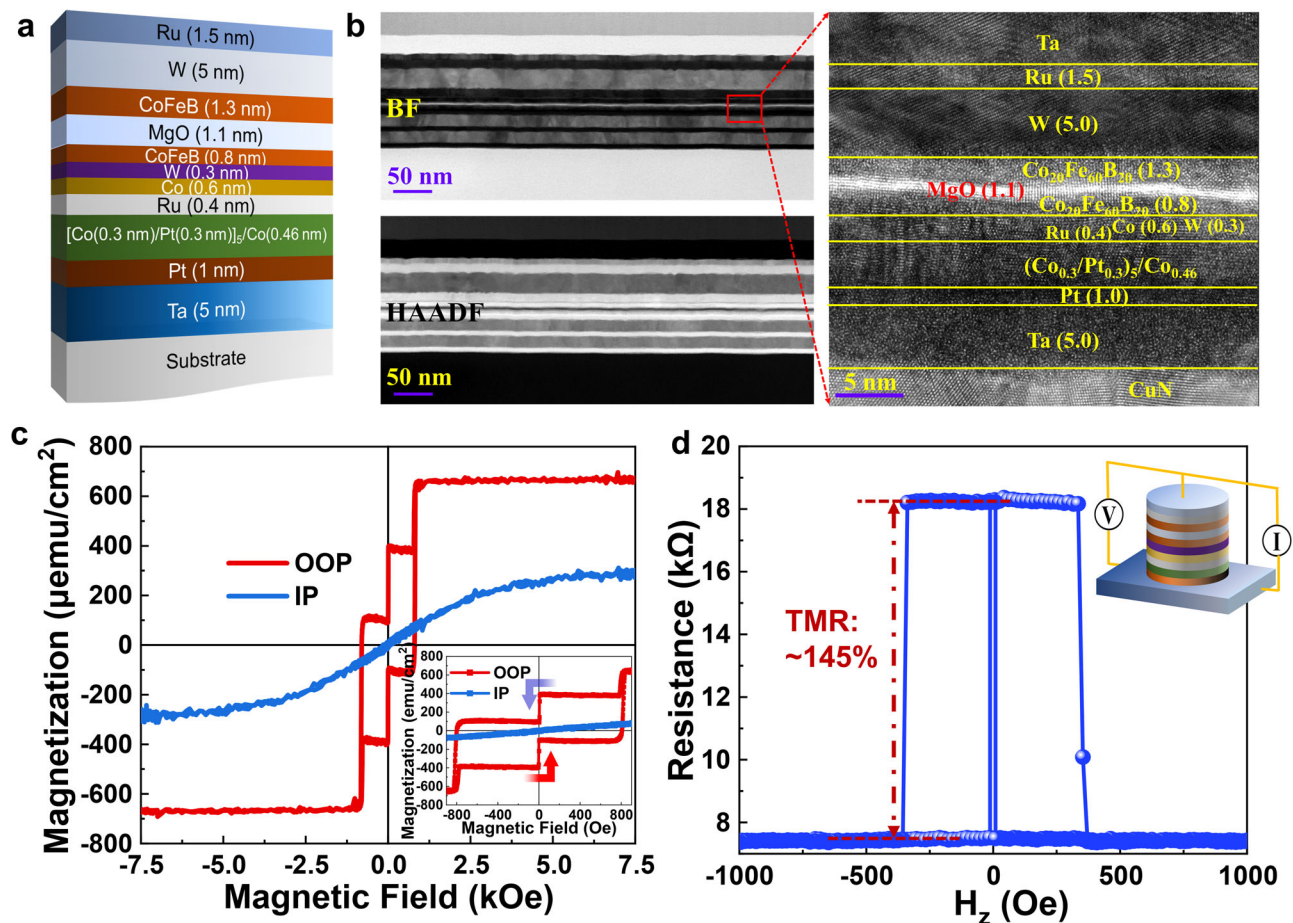 a
Ru (1.5 nm)
W (5 nm)
CoFeB (1.3 nm)
MgO (1.1 nm)
CoFeB (0.8 nm)
W (0.3 nm)
Co (0.6 nm)
Ru (0.4 nm)
[Co(0.3 nm)/Pt(0.3 nm)]₅/Co(0.46 nm)
Pt (1 nm)
Ta (5 nm)
Substrate
b
BF
50 nm
HAADF
50 nm
Ta
Ru (1.5)
W (5.0)
Co₂₀Fe₆₀B₂₀ (1.3)
MgO (1.1)
Co₂₀Fe₆₀B₂₀ (0.8)
Ru (0.4) Co (0.6) W (0.3)
(Co₀.₃/Pt₀.₃)₅/Co₀.₄₆
Pt (1.0)
Ta (5.0)
CuN
5 nm
c
Magnetization (µemu/cm²)
800
600
400
200
0
-200
-400
-600
-800
-7.5 -5.0 -2.5 0.0 2.5 5.0 7.5
Magnetic Field (kOe)
OOP
IP
Magnetization (emu/cm²)
800
600
400
200
0
-200
-400
-600
-800
-800 -400 0 400 800
Magnetic Field (Oe)
OOP
IP
d
Resistance (kΩ)
20
18
16
14
12
10
8
-1000 -500 0 500 1000
H_z (Oe)
TMR:
~145%
V
I